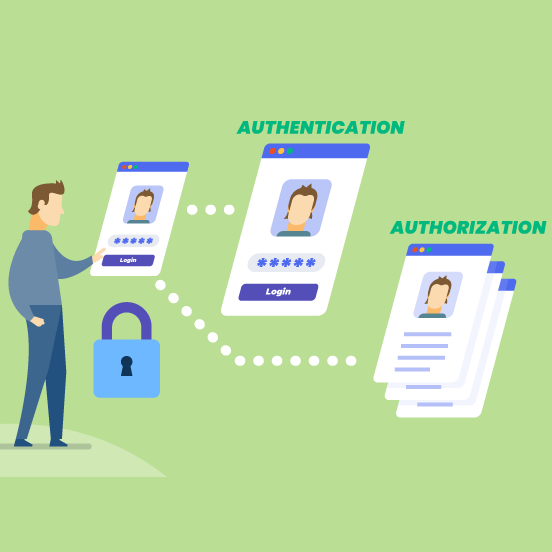 AUTHENTICATION
AUTHORIZATION
*****
Login
*****
Login